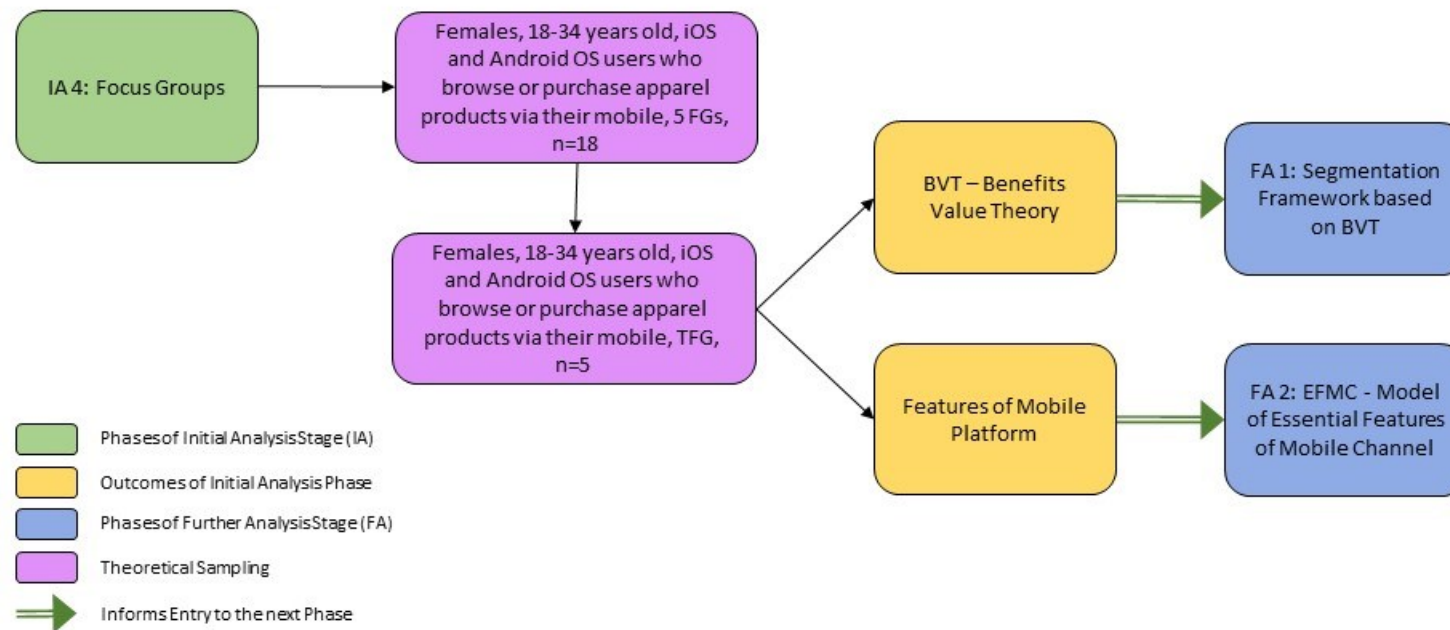 IA 4: Focus Groups
Females, 18-34 years old, iOS
and Android OS users who
browse or purchase apparel
products via their mobile, 5 FGs,
n=18
Females, 18-34 years old, iOS
and Android OS users who
browse or purchase apparel
products via their mobile, TFG,
n=5
BVT – Benefits
Value Theory
FA 1: Segmentation
Framework based
on BVT
Features of Mobile
Platform
FA 2: EFMC - Model
of Essential Features
of Mobile Channel
Phases of Initial Analysis Stage (IA)
Outcomes of Initial Analysis Phase
Phases of Further Analysis Stage (FA)
Theoretical Sampling
Informs Entry to the next Phase